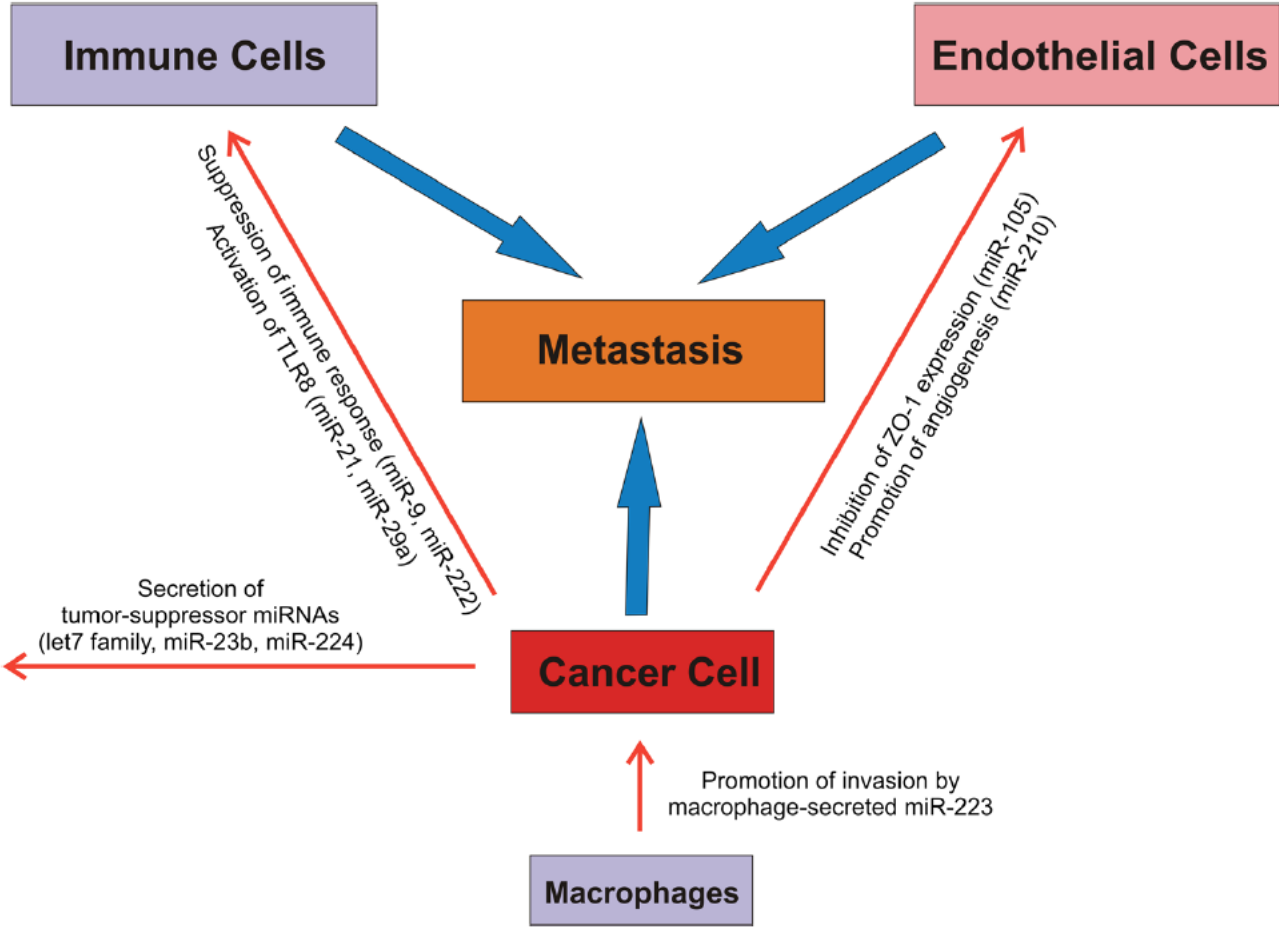 Immune Cells
Endothelial Cells
Suppression of immune response (miR-9, miR-222)
Activation of TLR8 (miR-21, miR-29a)
Inhibition of ZO-1 expression (miR-105)
Promotion of angiogenesis (miR-210)
Metastasis
Secretion of
tumor-suppressor miRNAs
(let7 family, miR-23b, miR-224)
Cancer Cell
Promotion of invasion by
macrophage-secreted miR-223
Macrophages